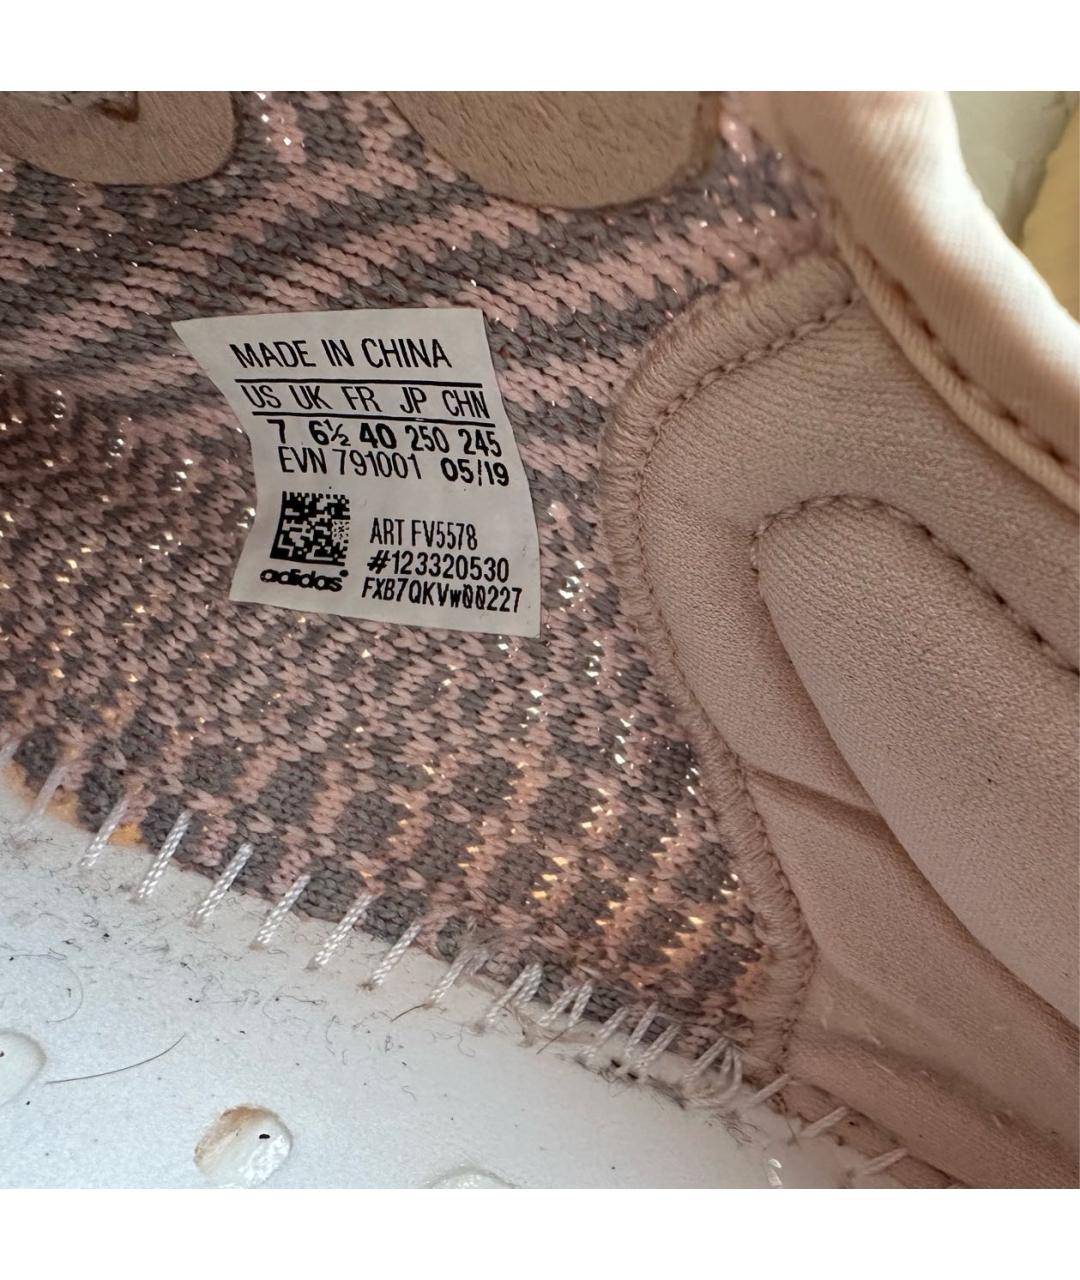 MADE IN CHINA
US UK FR JP CHN
7 6½ 40 250 245
EVN 791001 05/19
ART FV5578
#123320530
adidas
FXB7QKVW00227